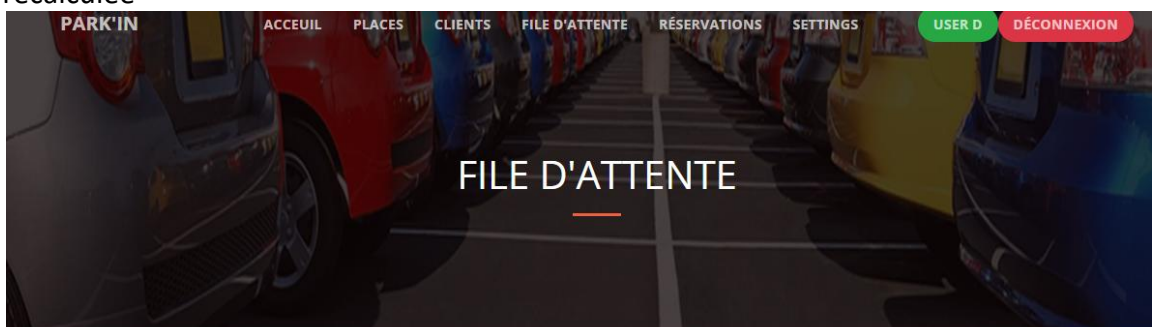 recalculée
PARK'IN ACCEUIL PLACES CLIENTS FILE D'ATTENTE RÉSERVATIONS SETTINGS USER D DÉCONNEXION
FILE D'ATTENTE